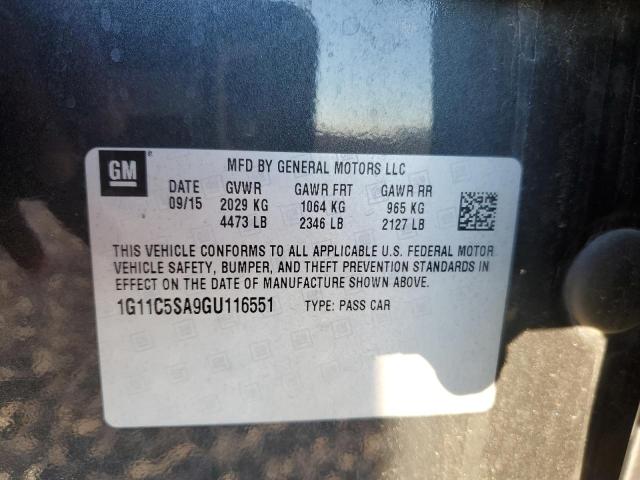 GM
MFD BY GENERAL MOTORS LLC
DATE GVWR GAWR FRT GAWR RR
09/15 2029 KG 1064 KG 965 KG
4473 LB 2346 LB 2127 LB
THIS VEHICLE CONFORMS TO ALL APPLICABLE U.S. FEDERAL MOTOR
VEHICLE SAFETY, BUMPER, AND THEFT PREVENTION STANDARDS IN
EFFECT ON THE DATE OF MANUFACTURE SHOWN ABOVE.
1G11C5SA9GU116551 TYPE: PASS CAR